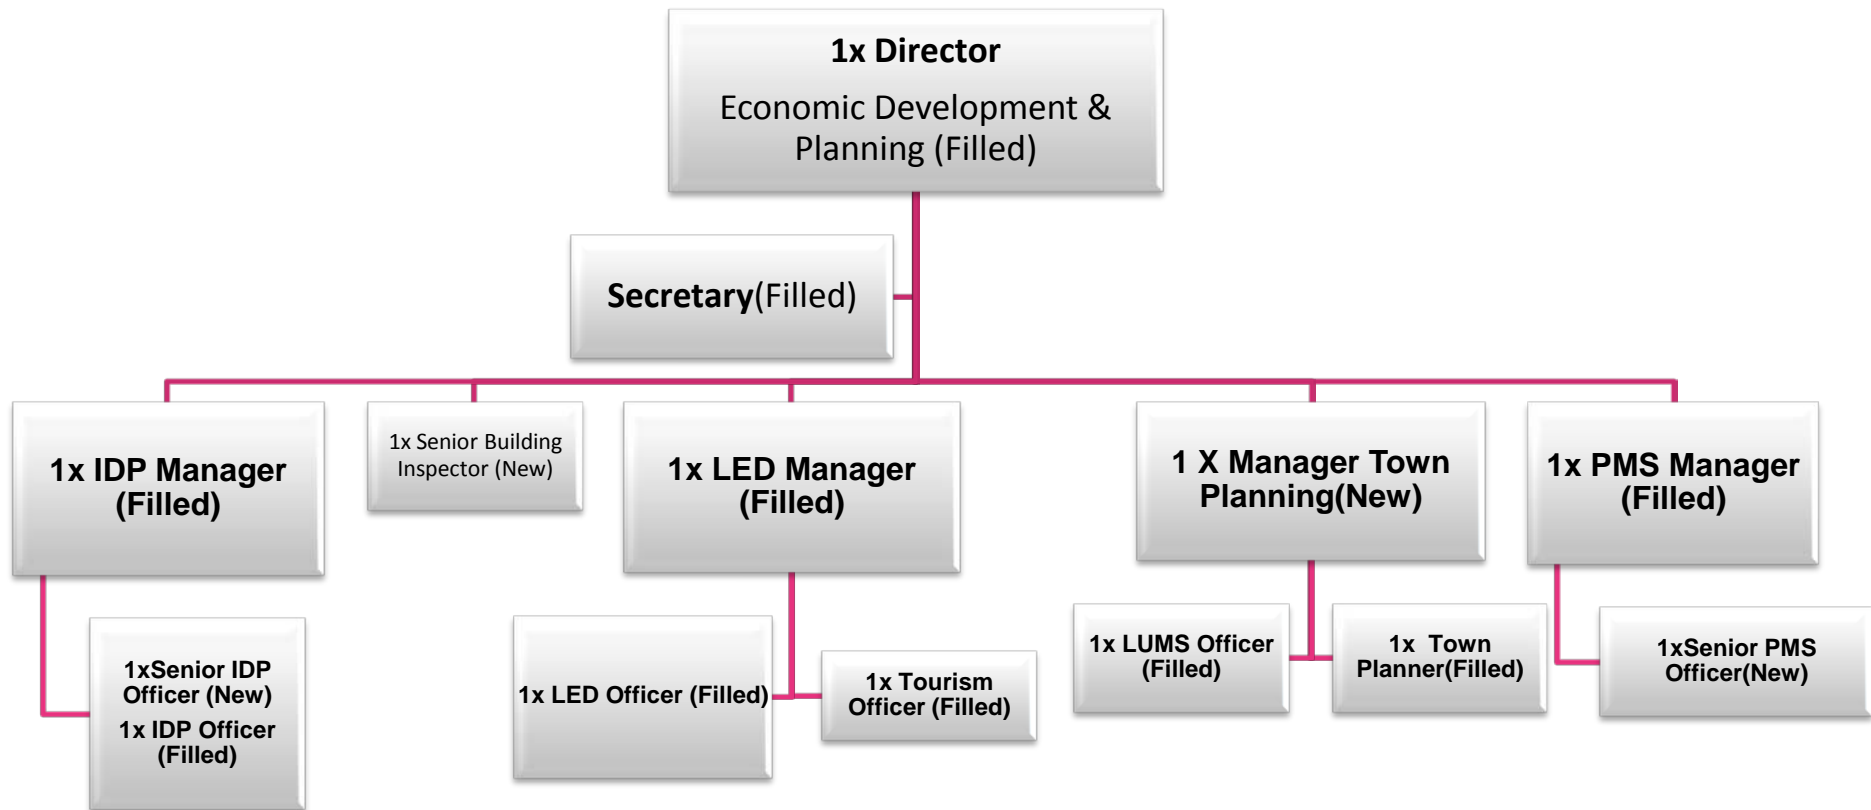 1x Director
Economic Development &
Planning (Filled)
Secretary(Filled)
1x IDP Manager
(Filled)
1x Senior Building
Inspector (New)
1x LED Manager
(Filled)
1 X Manager Town
Planning(New)
1x PMS Manager
(Filled)
1xSenior IDP
Officer (New)
1x IDP Officer
(Filled)
1x LED Officer (Filled)
1x Tourism
Officer (Filled)
1x LUMS Officer
(Filled)
1x Town
Planner(Filled)
1xSenior PMS
Officer(New)